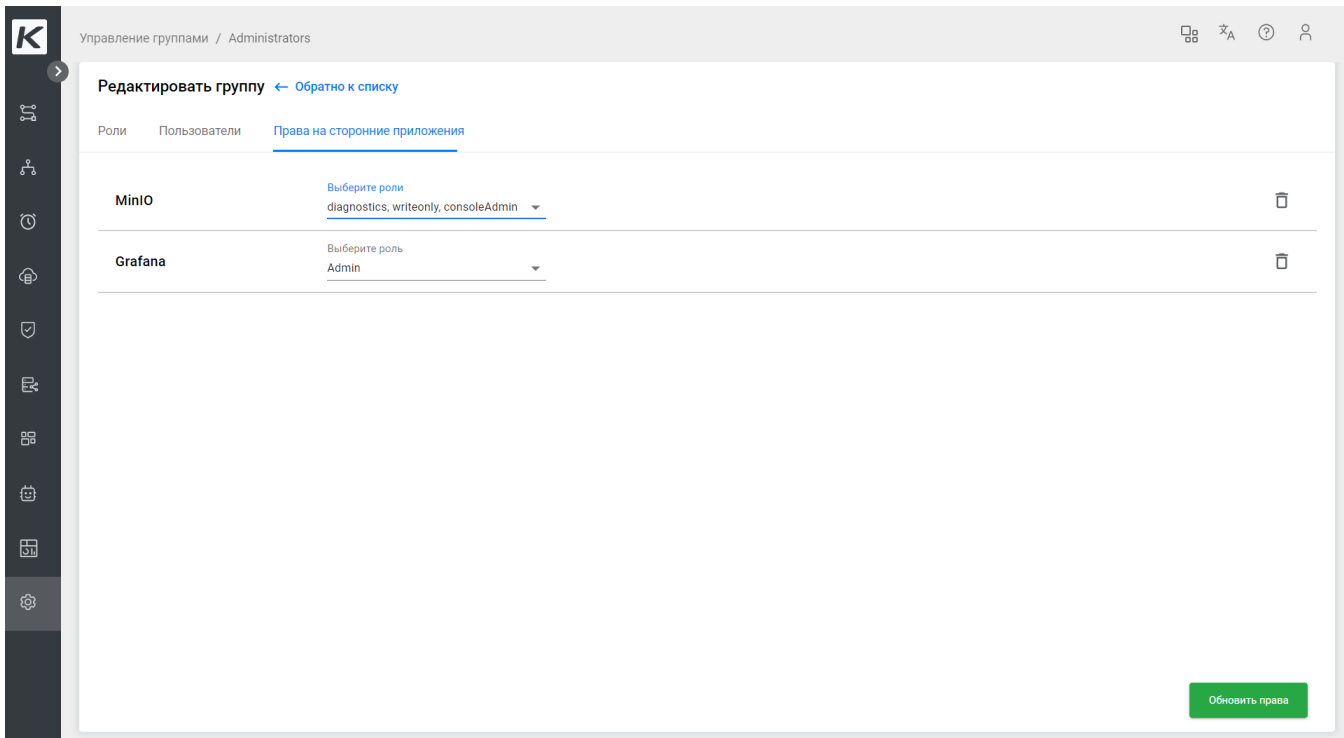 K
Управление группами / Administrators
Редактировать группу ← Обратно к списку
Роли Пользователи Права на сторонние приложения
MinIO
Выберите роли
diagnostics, writeonly, consoleAdmin
Grafana
Выберите роль
Admin
Обновить права